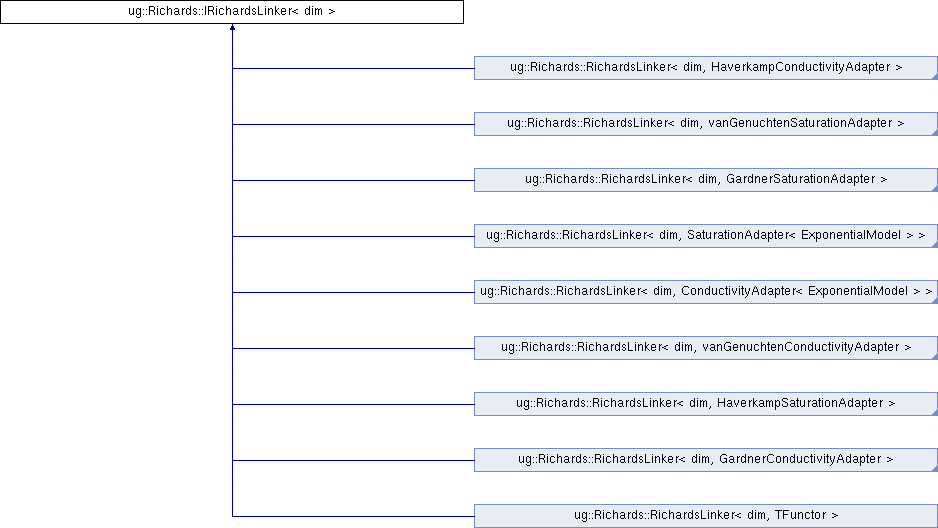 ug::Richards::IRichardsLinker< dim >
ug::Richards::RichardsLinker< dim, HaverkampConductivityAdapter >
ug::Richards::RichardsLinker< dim, vanGenuchtenSaturationAdapter >
ug::Richards::RichardsLinker< dim, GardnerSaturationAdapter >
ug::Richards::RichardsLinker< dim, SaturationAdapter< ExponentialModel > >
ug::Richards::RichardsLinker< dim, ConductivityAdapter< ExponentialModel > >
ug::Richards::RichardsLinker< dim, vanGenuchtenConductivityAdapter >
ug::Richards::RichardsLinker< dim, HaverkampSaturationAdapter >
ug::Richards::RichardsLinker< dim, GardnerConductivityAdapter >
ug::Richards::RichardsLinker< dim, TFunctor >